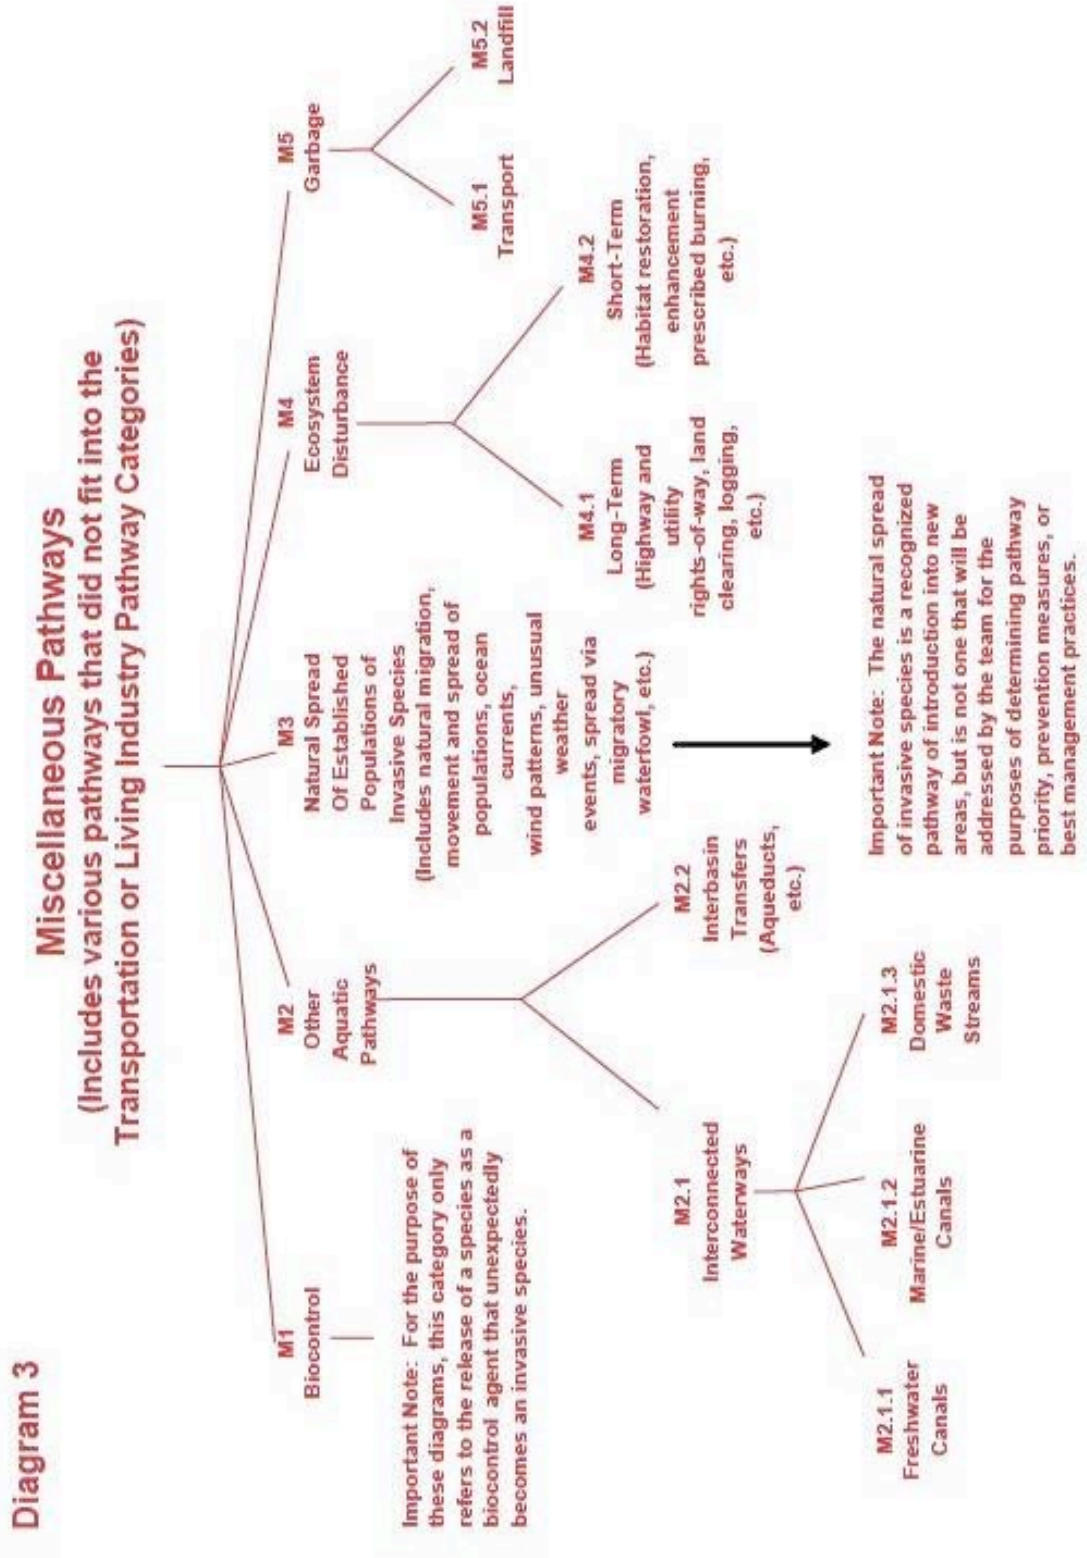 Diagram 3
Miscellaneous Pathways
(Includes various pathways that did not fit into the
Transportation or Living Industry Pathway Categories)
M1
Biocontrol
Important Note: For the purpose of
these diagrams, this category only
refers to the release of a species as a
biocontrol agent that unexpectedly
becomes an invasive species.
M2
Other
Aquatic
Pathways
M2.1
Interconnected
Waterways
M2.1.1
Freshwater
Canals
M2.1.2
Marine/Estuarine
Canals
M2.1.3
Domestic
Waste
Streams
M2.2
Interbasin
Transfers
(Aqueducts,
etc.)
M3
Natural Spread
Of Established
Populations of
Invasive Species
(Includes natural migration,
movement and spread of
populations, ocean
currents,
wind patterns, unusual
weather
events, spread via
migratory
waterfowl, etc.)
Important Note: The natural spread
of invasive species is a recognized
pathway of introduction into new
areas, but is not one that will be
addressed by the team for the
purposes of determining pathway
priority, prevention measures, or
best management practices.
M4
Ecosystem
Disturbance
M4.1
Long-Term
(Highway and
utility
rights-of-way, land
clearing, logging,
etc.)
M4.2
Short-Term
(Habitat restoration,
enhancement
prescribed burning,
etc.)
M5
Garbage
M5.1
Transport
M5.2
Landfill